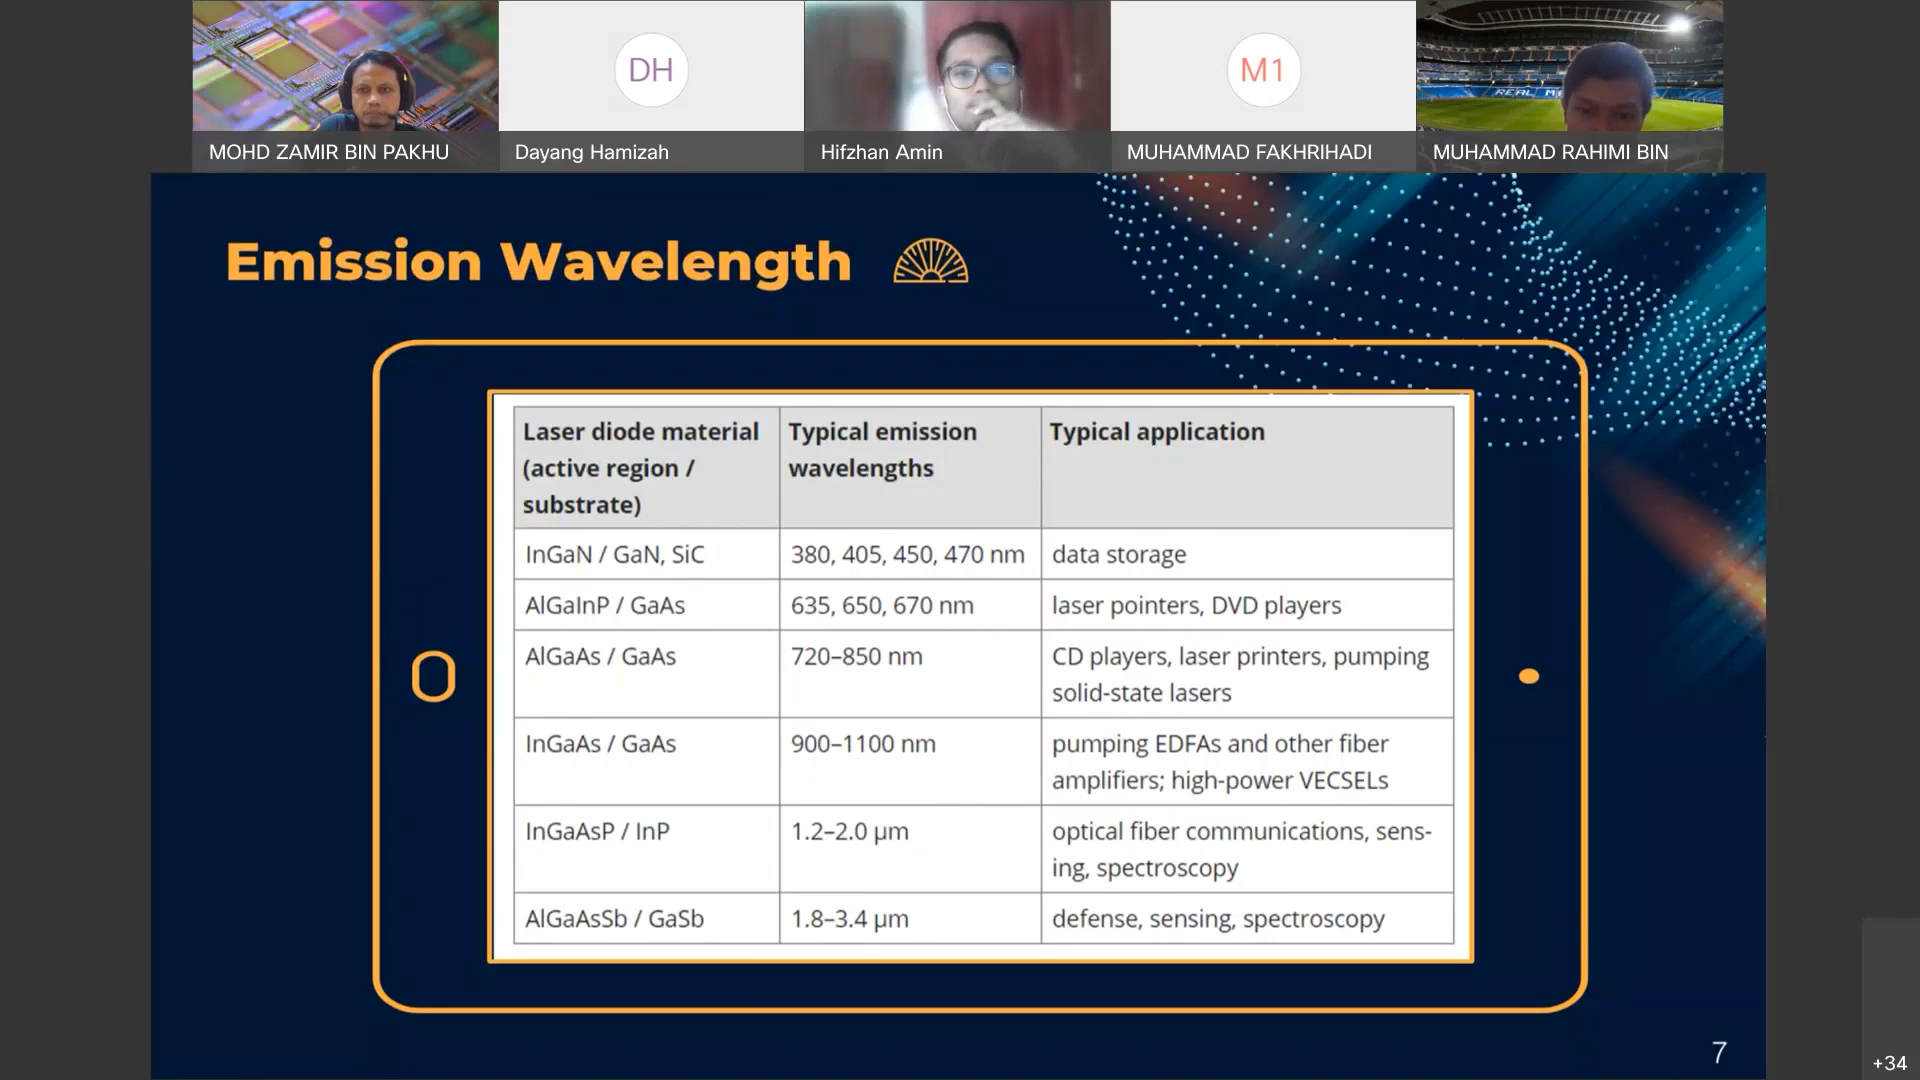 DH
M1
REAL M
MOHD ZAMIR BIN PAKHU
Dayang Hamizah
Hifzhan Amin
MUHAMMAD FAKHRIHADI
MUHAMMAD RAHIMI BIN
Emission Wavelength
Laser diode material
(active region /
substrate)
Typical emission
wavelengths
Typical application
InGaN / GaN, SiC
380, 405, 450, 470 nm
data storage
AlGaInP / GaAs
635, 650, 670 nm
laser pointers, DVD players
AlGaAs / GaAs
720–850 nm
CD players, laser printers, pumping
solid-state lasers
InGaAs / GaAs
900–1100 nm
pumping EDFAs and other fiber
amplifiers; high-power VECSELs
InGaAsP / InP
1.2–2.0 μm
optical fiber communications, sens-
ing, spectroscopy
AlGaAsSb / GaSb
1.8–3.4 μm
defense, sensing, spectroscopy
7
+34